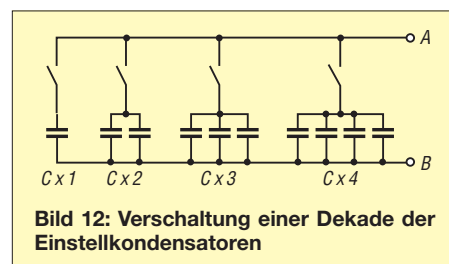 A
B
C x 1 C x 2 C x 3 C x 4
Bild 12: Verschaltung einer Dekade der
Einstellkondensatoren